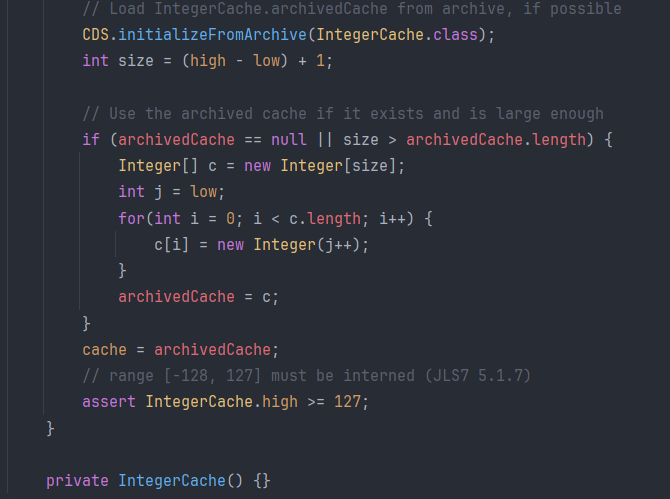 // Load IntegerCache.archivedCache from archive, if possible
CDS.initializeFromArchive(IntegerCache.class);
int size = (high - low) + 1;
// Use the archived cache if it exists and is large enough
if (archivedCache == null || size > archivedCache.length) {
Integer[] c = new Integer[size];
int j = low;
for(int i = 0; i < c.length; i++) {
c[i] = new Integer(j++);
}
archivedCache = c;
}
cache = archivedCache;
// range [-128, 127] must be interned (JLS7 5.1.7)
assert IntegerCache.high >= 127;
}
private IntegerCache() {}